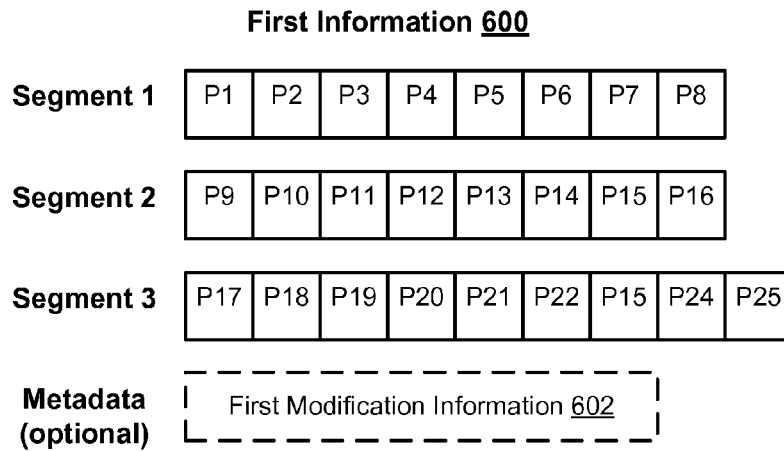 First Information 600
Segment 1 P1 P2 P3 P4 P5 P6 P7 P8
Segment 2 P9 P10 P11 P12 P13 P14 P15 P16
Segment 3 P17 P18 P19 P20 P21 P22 P15 P24 P25
Metadata
(optional)
First Modification Information 602